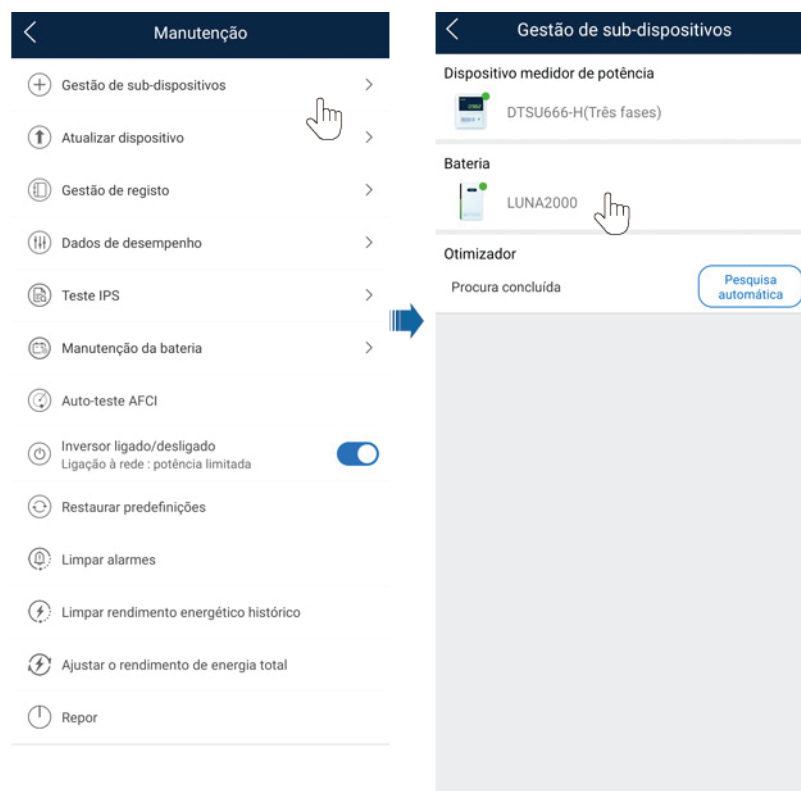 Manutenção
Gestão de sub-dispositivos
Atualizar dispositivo
Gestão de registo
Dados de desempenho
Teste IPS
Manutenção da bateria
Auto-teste AFCI
Inversor ligado/desligado
Ligação à rede : potência limitada
Restaurar predefinições
Limpar alarmes
Limpar rendimento energético histórico
Ajustar o rendimento de energia total
Repor
Gestão de sub-dispositivos
Dispositivo medidor de potência
DTSU666-H(Três fases)
Bateria
LUNA2000
Otimizador
Procura concluída
Pesquisa
automática